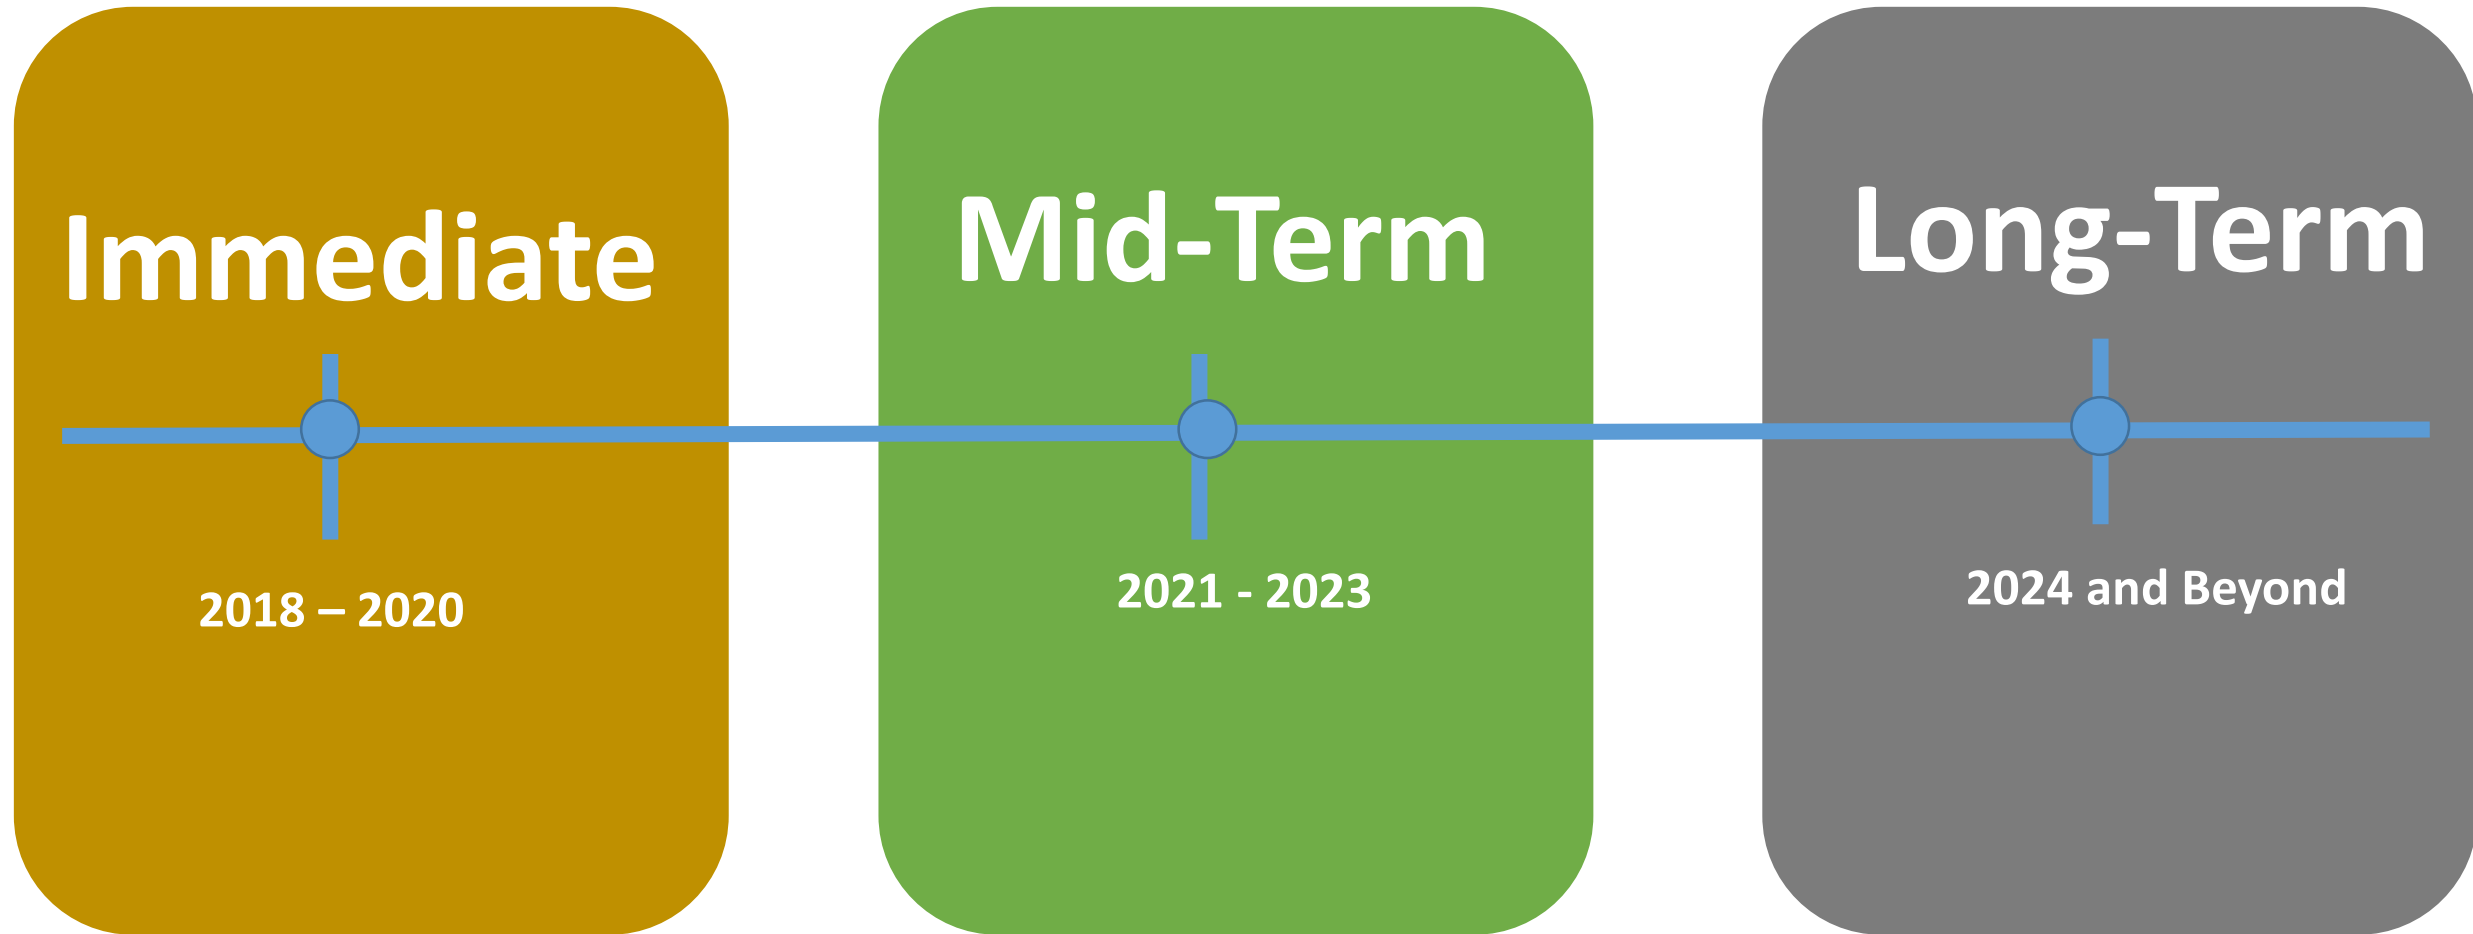 Immediate
2018 – 2020
Mid-Term
2021 - 2023
Long-Term
2024 and Beyond